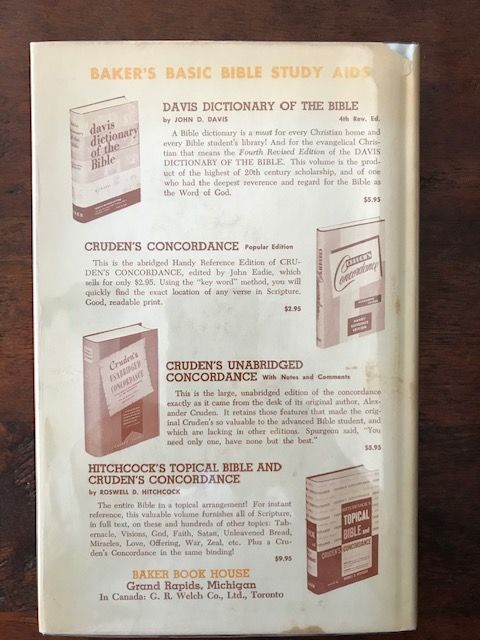 BAKER'S BASIC BIBLE STUDY AIDS
davis
dictionary
of the
Bible
DAVIS DICTIONARY OF THE BIBLE
by JOHN D. DAVIS 4th Rev. Ed.
A Bible dictionary is a must for every Christian home and
every Bible student's library! And for the evangelical Chris-
tian that means the Fourth Revised Edition of the DAVIS
DICTIONARY OF THE BIBLE. This volume is the prod-
uct of the highest of 20th century scholarship, and of one
who had the deepest reverence and regard for the Bible as
the Word of God.
$5.95
CRUDEN'S CONCORDANCE Popular Edition
This is the abridged Handy Reference Edition of CRU-
DEN'S CONCORDANCE, edited by John Eadie, which
sells for only $2.95. Using the "key word" method, you will
quickly find the exact location of any verse in Scripture.
Good, readable print.
$2.95
Cruden's
Concordance
HANDY
REFERENCE
EDITION
Cruden's
UNABRIDGED
CONCORDANCE
CRUDEN'S UNABRIDGED
CONCORDANCE With Notes and Comments
This is the large, unabridged edition of the concordance
exactly as it came from the desk of its original author, Alex-
ander Cruden. It retains those features that made the orig-
inal Cruden's so valuable to the advanced Bible student, and
which are lacking in other editions. Spurgeon said, "You
need only one, have none but the best."
$5.95
HITCHCOCK'S TOPICAL BIBLE AND
CRUDEN'S CONCORDANCE
by ROSWELL D. HITCHCOCK
The entire Bible in a topical arrangement! For instant
reference, this valuable volume furnishes all of Scripture,
in full text, on these and hundreds of other topics: Tab-
ernacle, Visions, God, Faith, Satan, Unleavened Bread,
Miracles, Love, Offering, War, Zeal, etc. Plus a Cru-
den's Concordance in the same binding!
$9.95
HITCHCOCK'S
TOPICAL
BIBLE and
CRUDEN'S
CONCORDANCE
BAKER BOOK HOUSE
Grand Rapids, Michigan
In Canada: G. R. Welch Co., Ltd., Toronto